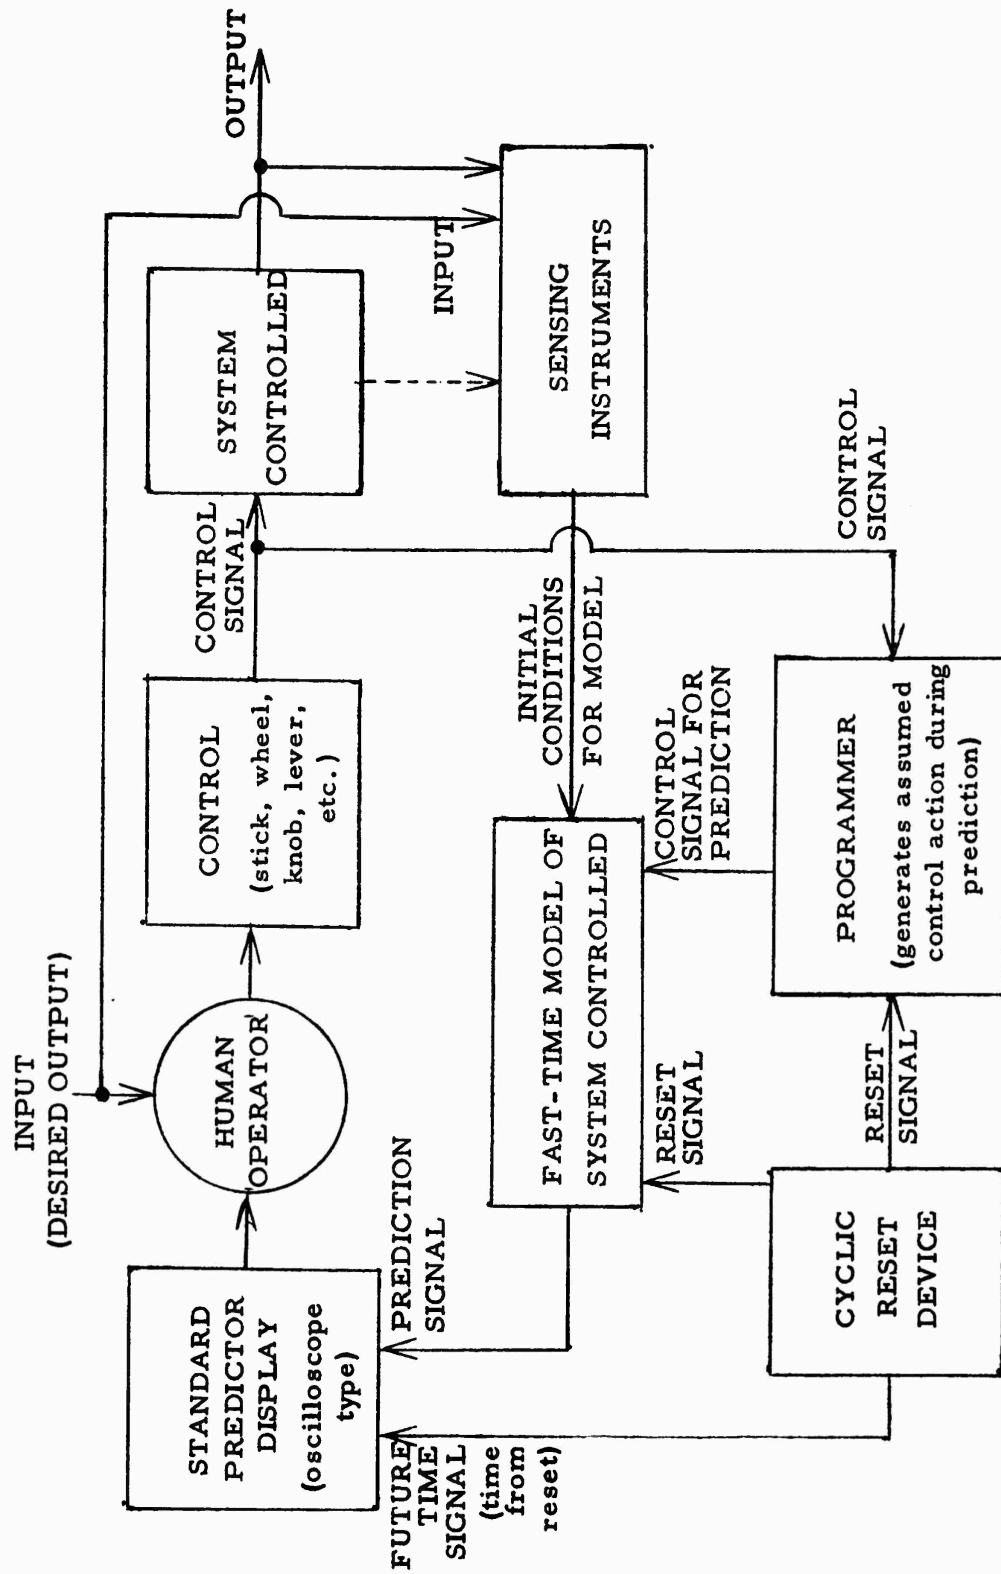 INPUT
(DESIRED OUTPUT)
STANDARD
PREDICTOR
DISPLAY
(oscilloscope
type)
HUMAN
OPERATOR
CONTROL
(stick, wheel,
knob, lever,
etc.)
CONTROL
SIGNAL
SYSTEM
CONTROLLED
OUTPUT
INPUT
SENSING
INSTRUMENTS
INITIAL
CONDITIONS
FOR MODEL
FAST-TIME MODEL OF
SYSTEM CONTROLLED
PREDICTION
SIGNAL
FUTURE
TIME
SIGNAL
(time
from
reset)
RESET
SIGNAL
CONTROL
SIGNAL FOR
PREDICTION
CONTROL
SIGNAL
CYCLIC
RESET
DEVICE
RESET
SIGNAL
PROGRAMMER
(generates assumed
control action during
prediction)